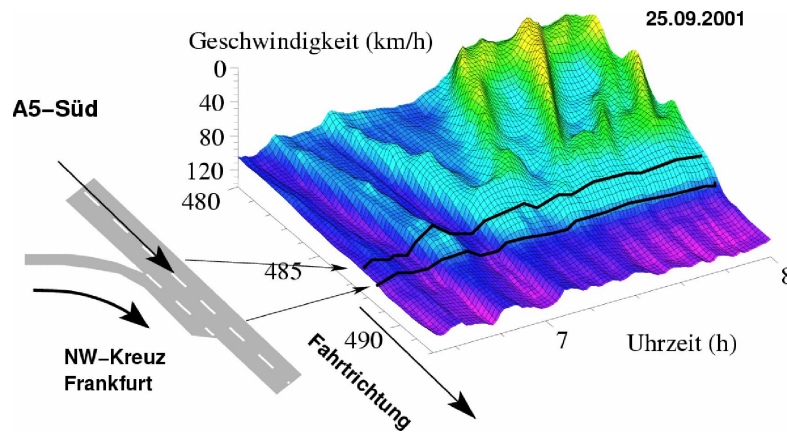 25.09.2001
Geschwindigkeit (km/h)
0
40
80
120
A5–Süd
480
485
490
7
8
Uhrzeit (h)
Fahrtrichtung
NW–Kreuz
Frankfurt